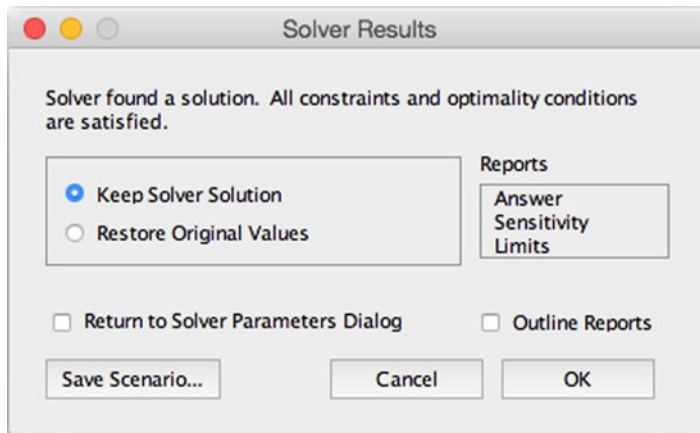 Solver Results
Solver found a solution. All constraints and optimality conditions
are satisfied.
Keep Solver Solution
Restore Original Values
Reports
Answer
Sensitivity
Limits
Return to Solver Parameters Dialog
Outline Reports
Save Scenario...
Cancel
OK